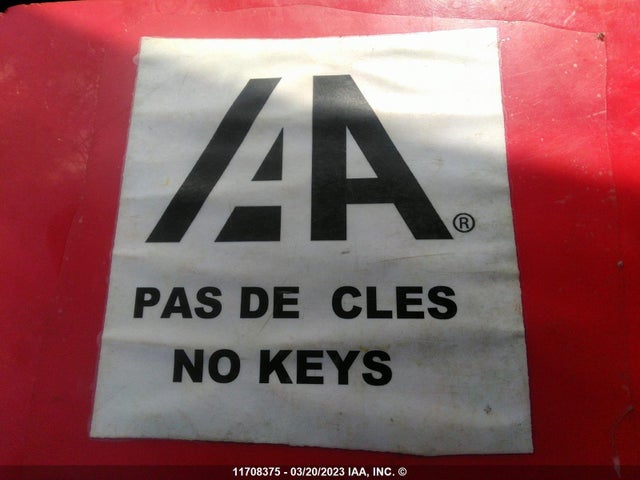 IAA®
PAS DE CLES
NO KEYS
11708375 - 03/20/2023 IAA, INC. ©